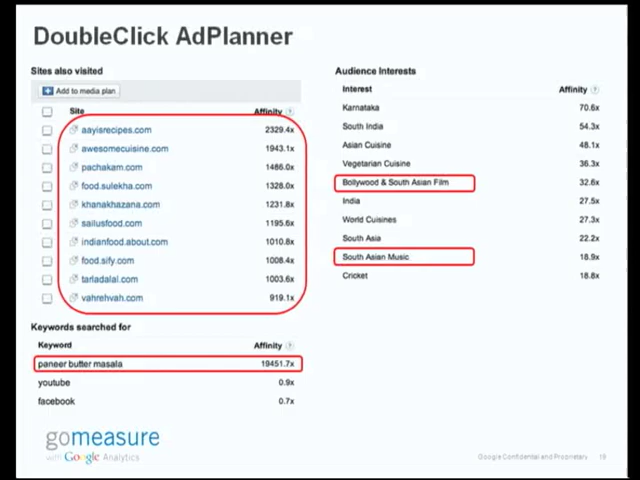 DoubleClick AdPlanner
Sites also visited
Add to media plan
Site Affinity ?
aayisrecipes.com 2329.4x
awesomecuisine.com 1943.1x
pachakam.com 1466.0x
food.sulekha.com 1328.0x
khanakhazana.com 1231.8x
sailusfood.com 1195.6x
indianfood.about.com 1010.8x
food.sify.com 1008.4x
tarladalal.com 1003.6x
vahrehvah.com 919.1x
Keywords searched for
Keyword Affinity ?
paneer butter masala 19451.7x
youtube 0.9x
facebook 0.7x
Audience Interests
Interest Affinity ?
Karnataka 70.6x
South India 54.3x
Asian Cuisine 48.1x
Vegetarian Cuisine 36.3x
Bollywood & South Asian Film 32.6x
India 27.5x
World Cuisines 27.3x
South Asia 22.2x
South Asian Music 18.9x
Cricket 18.8x
gomeasure
with Google Analytics
Google Confidential and Proprietary 19